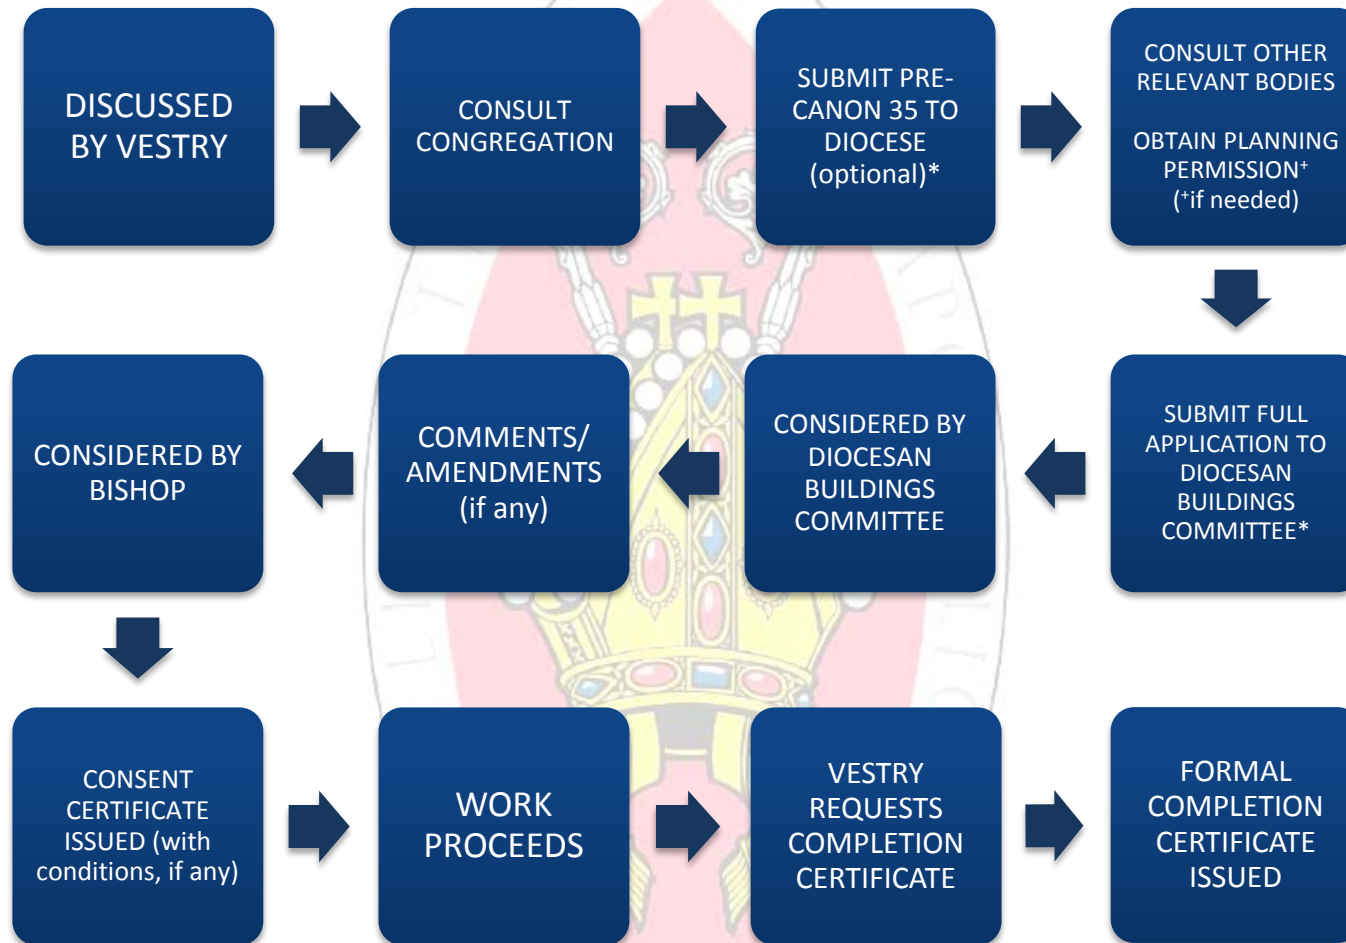 DISCUSSED
BY VESTRY
CONSULT
CONGREGATION
SUBMIT PRE-
CANON 35 TO
DIOCESE
(optional)*
CONSULT OTHER
RELEVANT BODIES
OBTAIN PLANNING
PERMISSION⁺
(⁺if needed)
SUBMIT FULL
APPLICATION TO
DIOCESAN
BUILDINGS
COMMITTEE*
CONSIDERED BY
DIOCESAN
BUILDINGS
COMMITTEE
COMMENTS/
AMENDMENTS
(if any)
CONSIDERED BY
BISHOP
CONSENT
CERTIFICATE
ISSUED (with
conditions, if any)
WORK
PROCEEDS
VESTRY
REQUESTS
COMPLETION
CERTIFICATE
FORMAL
COMPLETION
CERTIFICATE
ISSUED